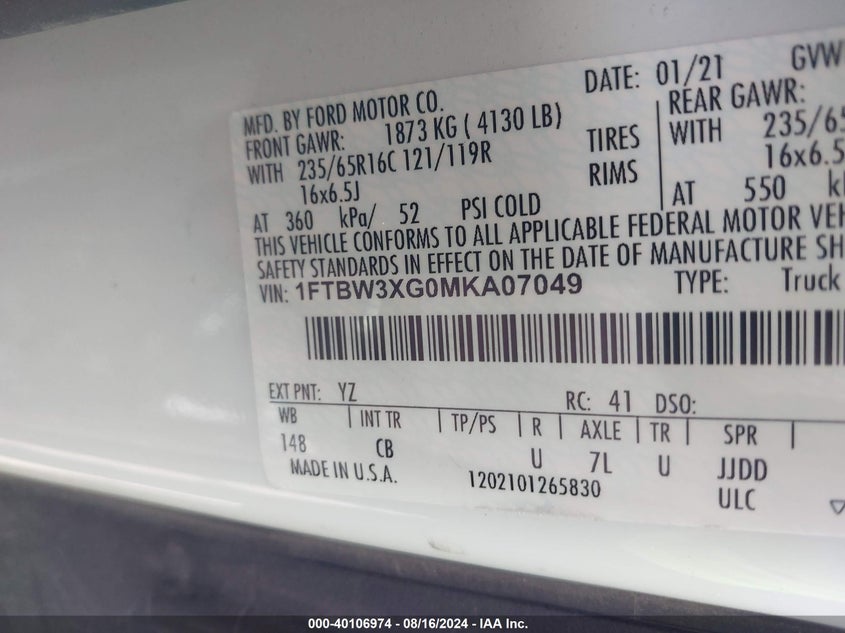 DATE: 01/21 GVW
MFD. BY FORD MOTOR CO.
FRONT GAWR: 1873 KG ( 4130 LB) REAR GAWR:
WITH 235/65R16C 121/119R TIRES WITH 235/65
16x6.5J RIMS 16x6.5
AT 360 kPa/ 52 PSI COLD AT 550
THIS VEHICLE CONFORMS TO ALL APPLICABLE FEDERAL MOTOR VEH
SAFETY STANDARDS IN EFFECT ON THE DATE OF MANUFACTURE SH
VIN: 1FTBW3XG0MKA07049 TYPE: Truck
EXT PNT: YZ RC: 41 DSO:
WB INT TR TP/PS R AXLE TR SPR
148 CB U 7L U JJDD
MADE IN U.S.A. 1202101265830 ULC
000-40106974 - 08/16/2024 - IAA Inc.